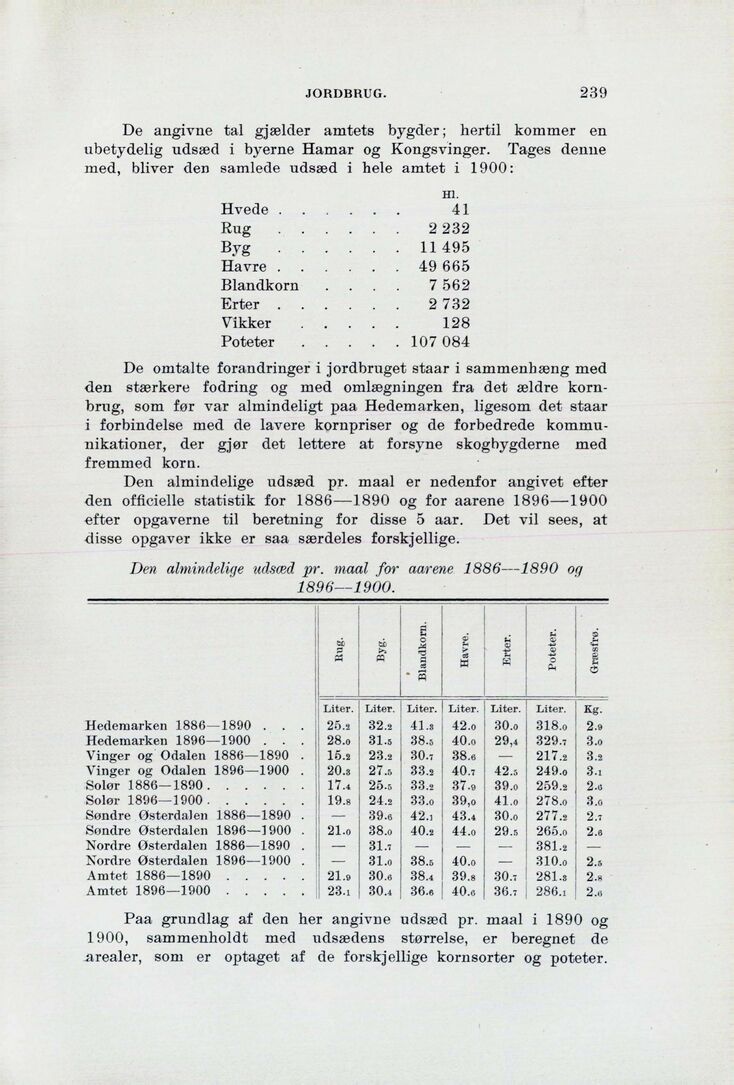 JORDBRUG. 239
De angivne tal gjælder amtets bygder; hertil kommer en
ubetydelig udsæd i byerne Hamar og Kongsvinger. Tages denne
med, bliver den samlede udsæd i hele amtet i 1900:
Hl.
Hvede . . . . . . 41
Rug . . . . . . 2 232
Byg . . . . . . 11 495
Havre . . . . . . 49 665
Blandkorn . . . . 7 562
Erter . . . . . . 2 732
Vikker . . . . . 128
Poteter . . . . . 107 084
De omtalte forandringer i jordbruget staar i sammenhæng med
den stærkere fodring og med omlægningen fra det ældre korn-
brug, som før var almindeligt paa Hedemarken, ligesom det staar
i forbindelse med de lavere kornpriser og de forbedrede kommu-
nikationer, der gjør det lettere at forsyne skogbygderne med
fremmed korn.
Den almindelige udsæd pr. maal er nedenfor angivet efter
den officielle statistik for 1886—1890 og for aarene 1896—1900
efter opgaverne til beretning for disse 5 aar. Det vil sees, at
disse opgaver ikke er saa særdeles forskjellige.
Den almindelige udsæd pr. maal for aarene 1886—1890 og
1896—1900.
Rug. Byg. Blandkorn. Havre. Erter. Poteter. Græsfrø.
Liter. Liter. Liter. Liter. Liter. Liter. Kg.
Hedemarken 1886—1890 . . . 25.2 32.2 41.3 42.0 30.0 318.0 2.9
Hedemarken 1896—1900 . . . 28.0 31.5 38.5 40.0 29,4 329.7 3.0
Vinger og Odalen 1886—1890 . 15.2 23.2 30.7 38.6 — 217.2 3.2
Vinger og Odalen 1896—1900 . 20.3 27.5 33.2 40.7 42.5 249.0 3.1
Solør 1886—1890 . . . . . . 17.4 25.5 33.2 37.9 39.0 259.2 2.6
Solør 1896—1900 . . . . . . 19.8 24.2 33.0 39,0 41.0 278.0 3.0
Søndre Østerdalen 1886—1890 . — 39.6 42.1 43.4 30.0 277.2 2.7
Søndre Østerdalen 1896—1900 . 21.0 38.0 40.2 44.0 29.5 265.0 2.6
Nordre Østerdalen 1886—1890 . — 31.7 — — — 381.2 —
Nordre Østerdalen 1896—1900 . — 31.0 38.5 40.0 — 310.0 2.5
Amtet 1886—1890 . . . . . 21.9 30.6 38.4 39.8 30.7 281.3 2.8
Amtet 1896—1900 . . . . . 23.1 30.4 36.6 40.6 36.7 286.1 2.6
Paa grundlag af den her angivne udsæd pr. maal i 1890 og
1900, sammenholdt med udsædens størrelse, er beregnet de
arealer, som er optaget af de forskjellige kornsorter og poteter.